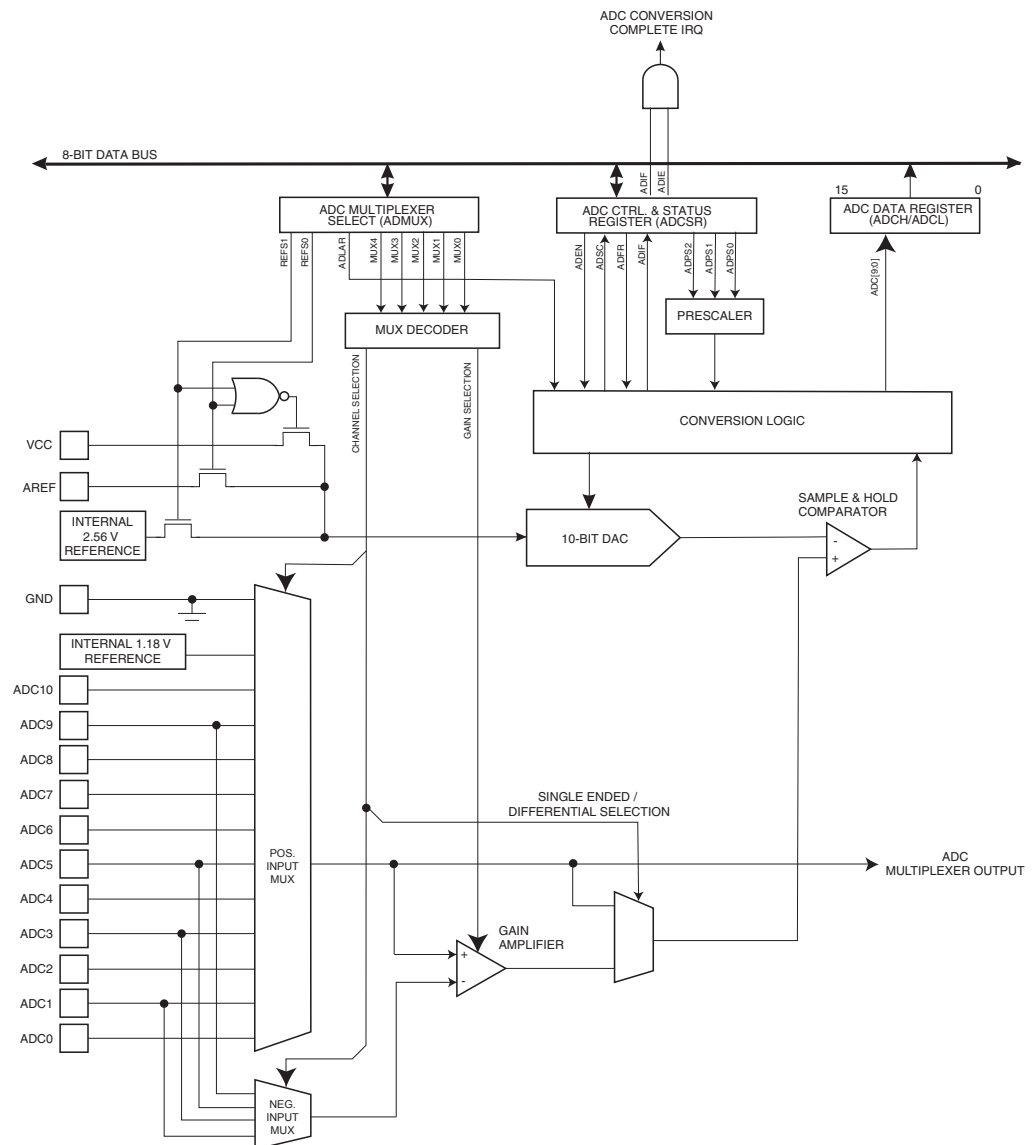 ADC CONVERSION
COMPLETE IRQ
8-BIT DATA BUS
ADIF
ADIE
15
0
ADC MULTIPLEXER
SELECT (ADMUX)
ADC CTRL. & STATUS
REGISTER (ADCSR)
ADC DATA REGISTER
(ADCH/ADCL)
REFS1
REFS0
ADLAR
MUX4
MUX3
MUX2
MUX1
MUX0
ADEN
ADSC
ADFR
ADIF
ADPS2
ADPS1
ADPS0
ADC[9:0]
PRESCALER
MUX DECODER
CHANNEL SELECTION
GAIN SELECTION
CONVERSION LOGIC
VCC
AREF
INTERNAL
2.56 V
REFERENCE
10-BIT DAC
SAMPLE & HOLD
COMPARATOR
-
+
GND
INTERNAL 1.18 V
REFERENCE
ADC10
ADC9
ADC8
ADC7
ADC6
ADC5
ADC4
ADC3
ADC2
ADC1
ADC0
POS.
INPUT
MUX
SINGLE ENDED /
DIFFERENTIAL SELECTION
ADC
MULTIPLEXER OUTPUT
GAIN
AMPLIFIER
+
-
NEG.
INPUT
MUX